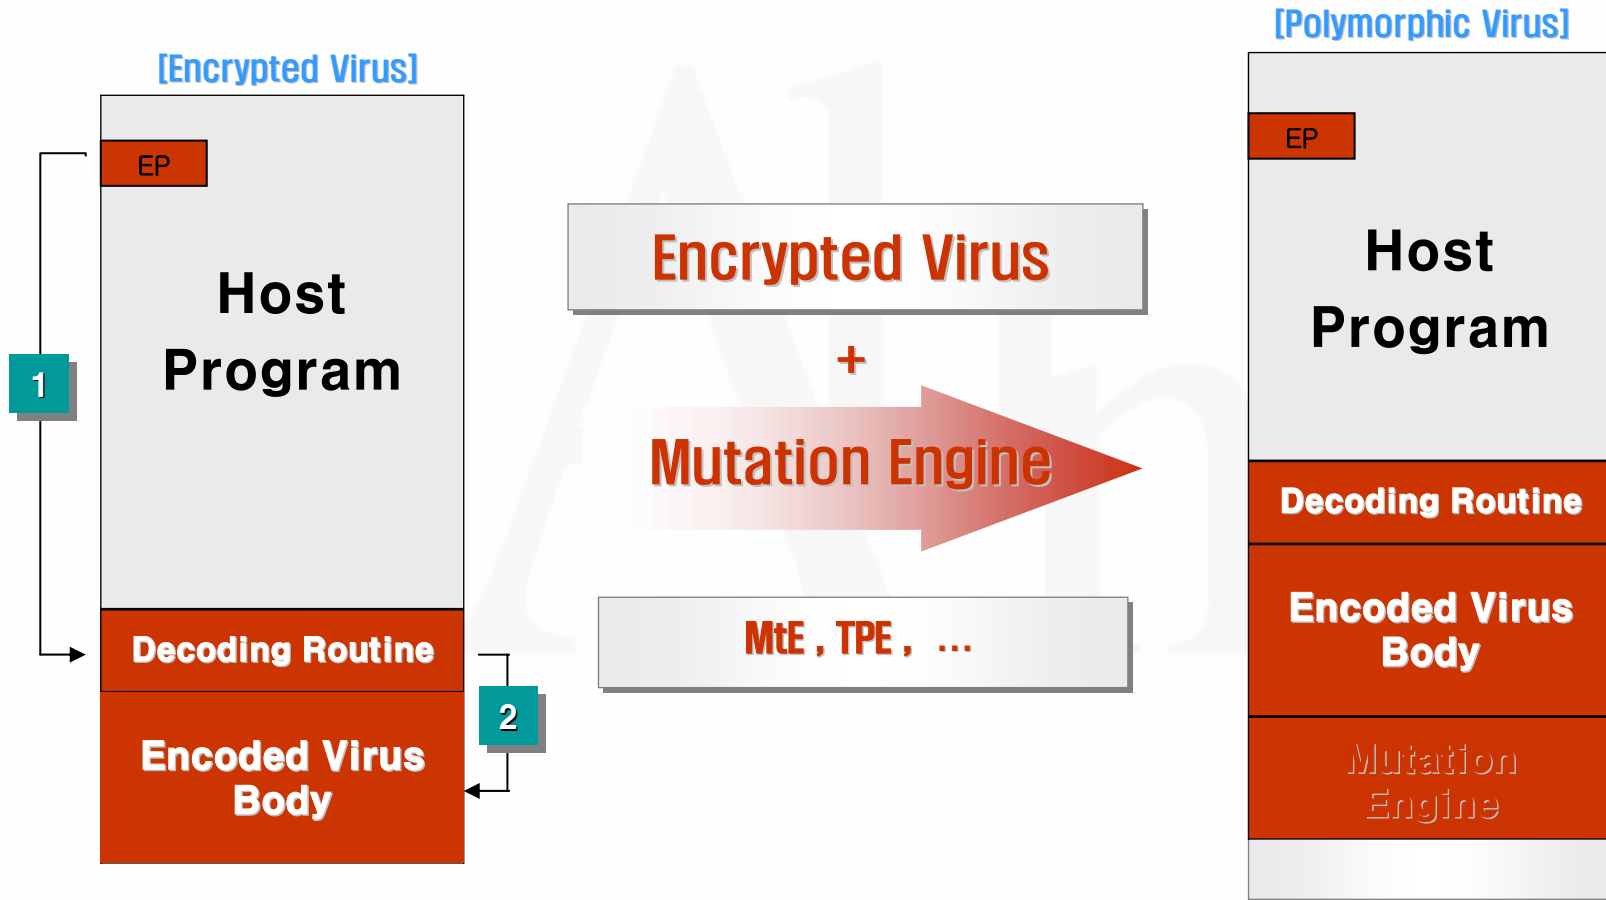 [Encrypted Virus]
EP
Host
Program
1
Decoding Routine
2
Encoded Virus
Body
Encrypted Virus
+
Mutation Engine
MtE , TPE , ...
[Polymorphic Virus]
EP
Host
Program
Decoding Routine
Encoded Virus
Body
Mutation
Engine